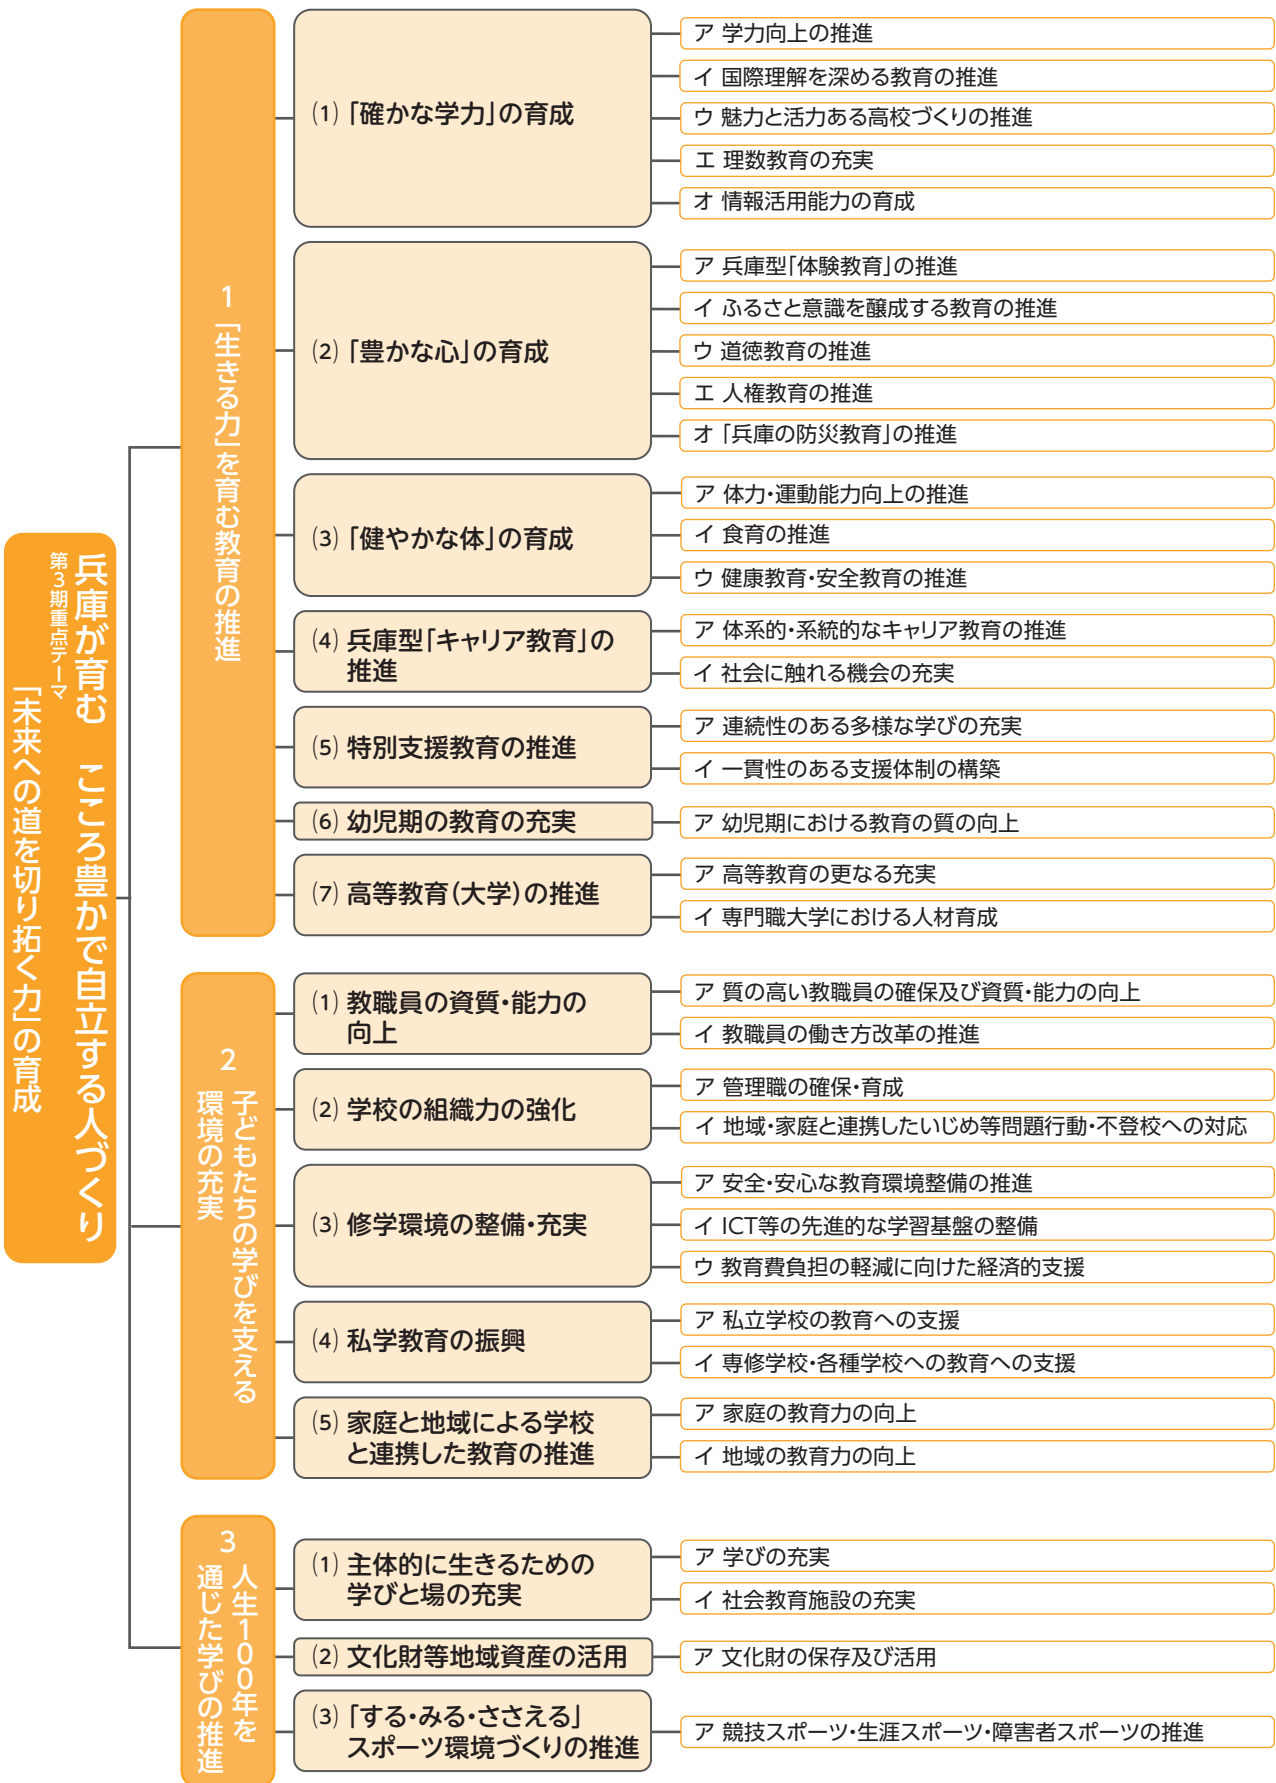 兵庫が育む こころ豊かで自立する人づくり
第3期重点テーマ
「未来への道を切り拓く力」の育成
1 「生きる力」を育む教育の推進
(1) 「確かな学力」の育成
ア 学力向上の推進
イ 国際理解を深める教育の推進
ウ 魅力と活力ある高校づくりの推進
エ 理数教育の充実
オ 情報活用能力の育成
(2) 「豊かな心」の育成
ア 兵庫型「体験教育」の推進
イ ふるさと意識を醸成する教育の推進
ウ 道徳教育の推進
エ 人権教育の推進
オ 「兵庫の防災教育」の推進
(3) 「健やかな体」の育成
ア 体力・運動能力向上の推進
イ 食育の推進
ウ 健康教育・安全教育の推進
(4) 兵庫型「キャリア教育」の
推進
ア 体系的・系統的なキャリア教育の推進
イ 社会に触れる機会の充実
(5) 特別支援教育の推進
ア 連続性のある多様な学びの充実
イ 一貫性のある支援体制の構築
(6) 幼児期の教育の充実
ア 幼児期における教育の質の向上
(7) 高等教育(大学)の推進
ア 高等教育の更なる充実
イ 専門職大学における人材育成
2 子どもたちの学びを支える
環境の充実
(1) 教職員の資質・能力の
向上
ア 質の高い教職員の確保及び資質・能力の向上
イ 教職員の働き方改革の推進
(2) 学校の組織力の強化
ア 管理職の確保・育成
イ 地域・家庭と連携したいじめ等問題行動・不登校への対応
(3) 修学環境の整備・充実
ア 安全・安心な教育環境整備の推進
イ ICT等の先進的な学習基盤の整備
ウ 教育費負担の軽減に向けた経済的支援
(4) 私学教育の振興
ア 私立学校の教育への支援
イ 専修学校・各種学校への教育への支援
(5) 家庭と地域による学校
と連携した教育の推進
ア 家庭の教育力の向上
イ 地域の教育力の向上
3 人生100年を
通じた学びの推進
(1) 主体的に生きるための
学びと場の充実
ア 学びの充実
イ 社会教育施設の充実
(2) 文化財等地域資産の活用
ア 文化財の保存及び活用
(3) 「する・みる・ささえる」
スポーツ環境づくりの推進
ア 競技スポーツ・生涯スポーツ・障害者スポーツの推進